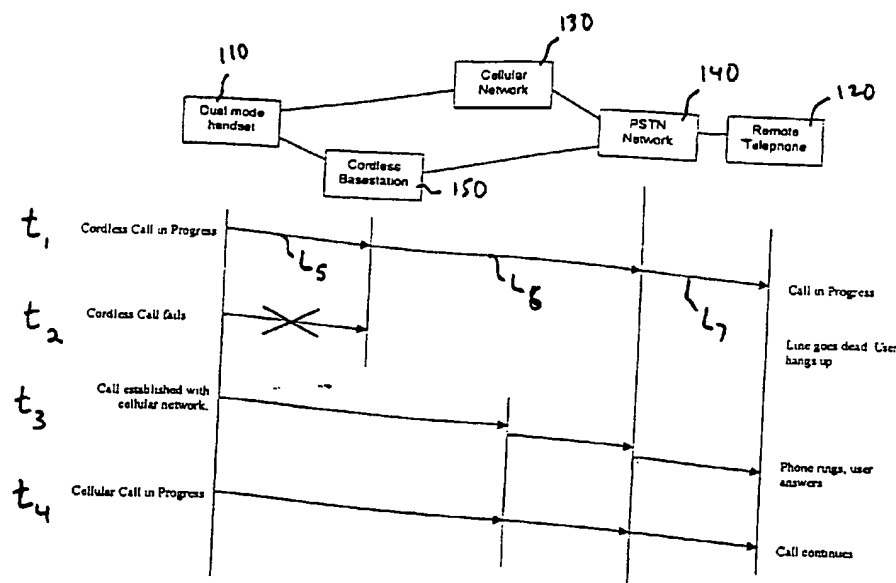 110
130
140
120
Cellular
Network
Dual mode
handset
PSTN
Network
Remote
Telephone
Cordless
Basestation
150
t1
Cordless Call in Progress
L5
L6
L7
Call in Progress
t2
Cordless Call fails
Line goes dead User
hangs up
t3
Call established with
cellular network.
Phone rings, user
answers
t4
Cellular Call in Progress
Call continues